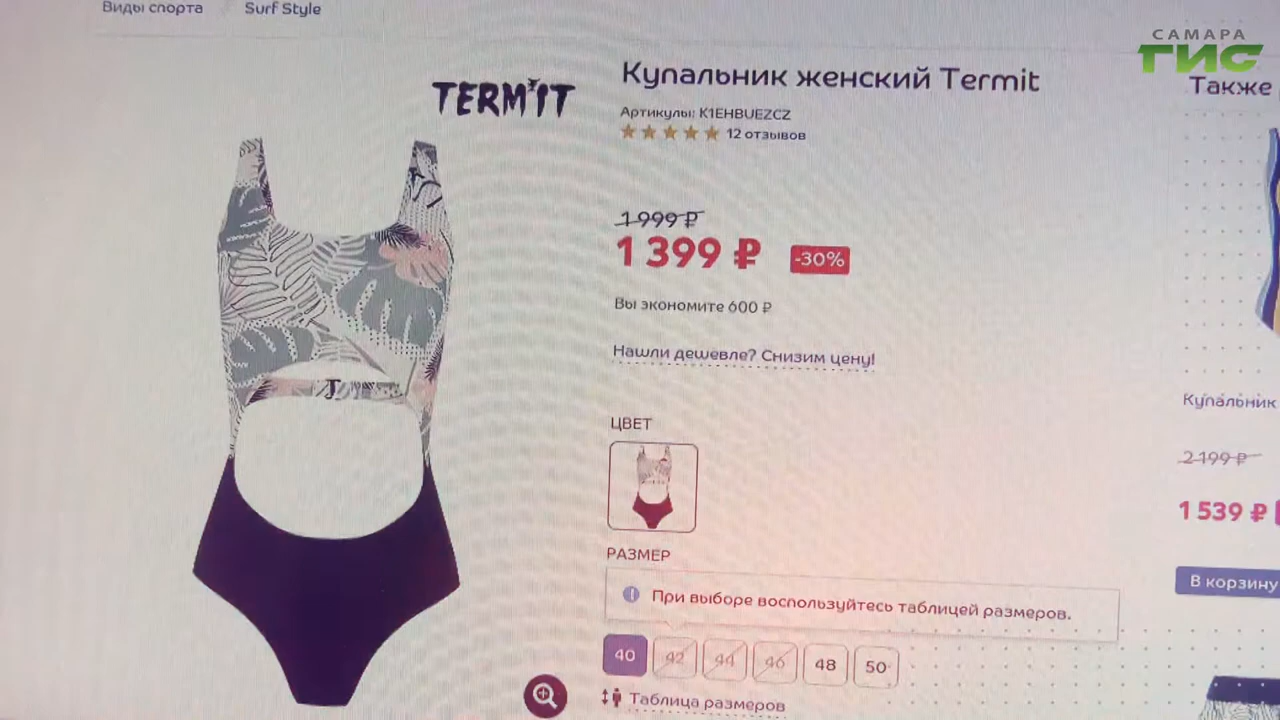 Виды спорта
Surf Style
САМАРА
ГИС
TERMIT
Купальник женский Termit
Артикулы: K1EHBUEZCZ
12 отзывов
1 999 ₽
1 399 ₽
-30%
Вы экономите 600 ₽
Нашли дешевле? Снизим цену!
ЦВЕТ
РАЗМЕР
При выборе воспользуйтесь таблицей размеров.
40 42 44 46 48 50
Таблица размеров
Также
Купальник
2 199 ₽
1 539 ₽
В корзину